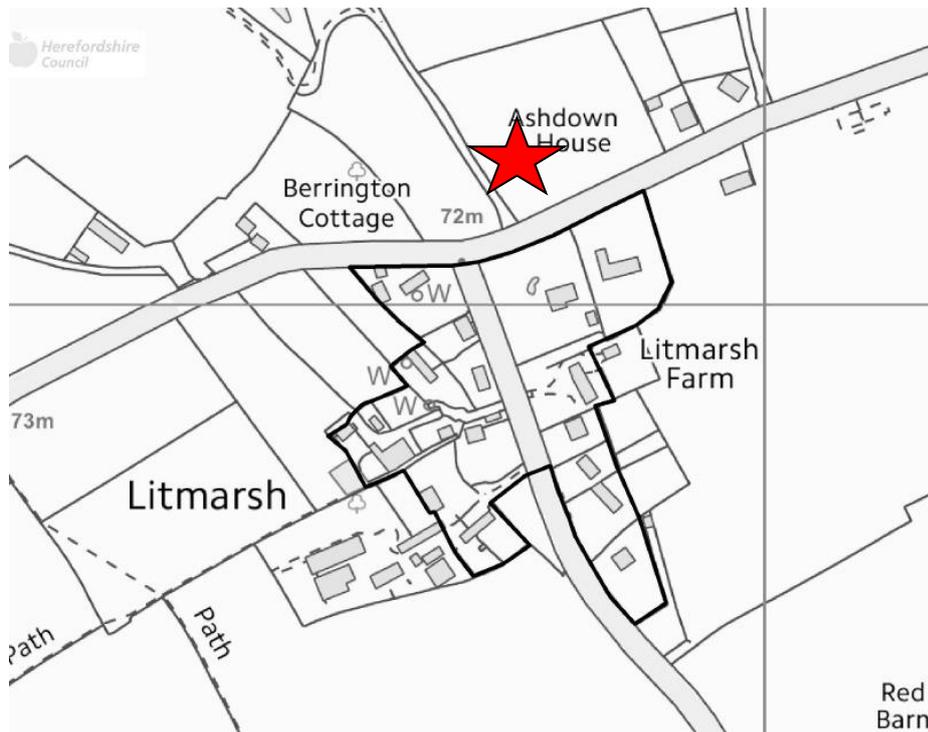 Herefordshire
Council
Ashdown
House
Berrington
Cottage
72m
W
Litmarsh
Farm
W
W
73m
Litmarsh
Path
Path
Red
Barn